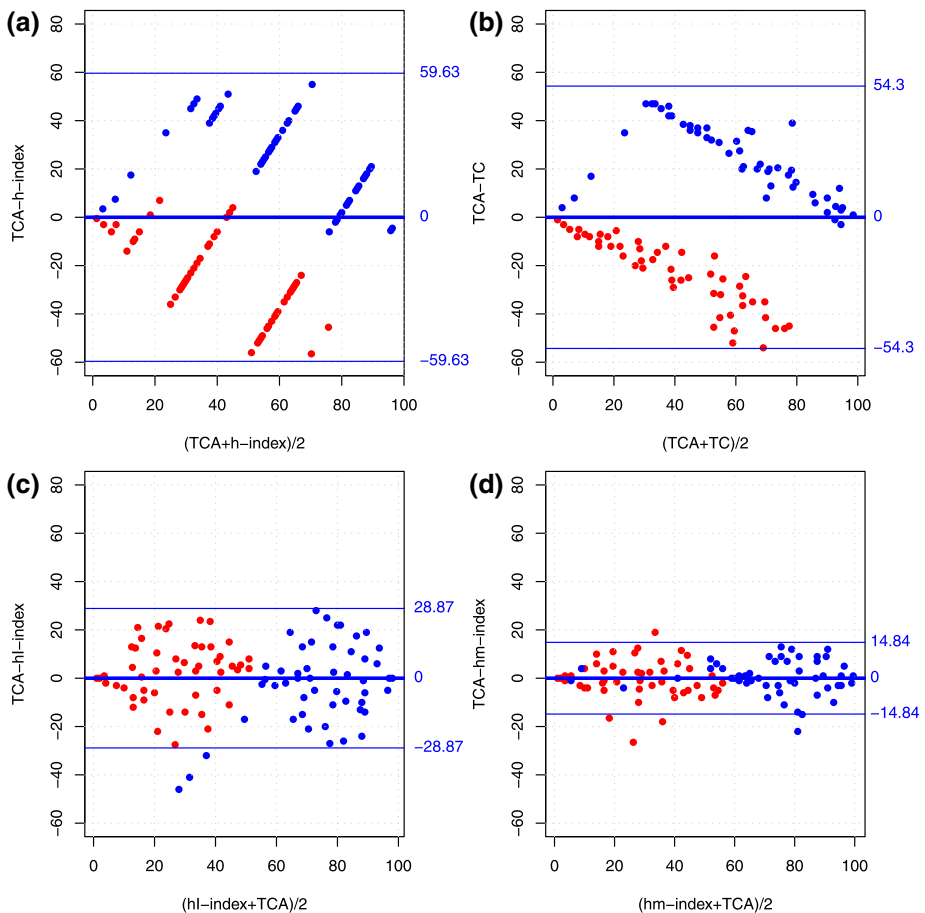 (a)
80
60
40
20
0
−20
−40
−60
TCA−h−index
59.63
0
−59.63
0 20 40 60 80 100
(TCA+h−index)/2
(b)
80
60
40
20
0
−20
−40
−60
TCA−TC
54.3
0
−54.3
0 20 40 60 80 100
(TCA+TC)/2
(c)
80
60
40
20
0
−20
−40
−60
TCA−hI−index
28.87
0
−28.87
0 20 40 60 80 100
(hI−index+TCA)/2
(d)
80
60
40
20
0
−20
−40
−60
TCA−hm−index
14.84
0
−14.84
0 20 40 60 80 100
(hm−index+TCA)/2